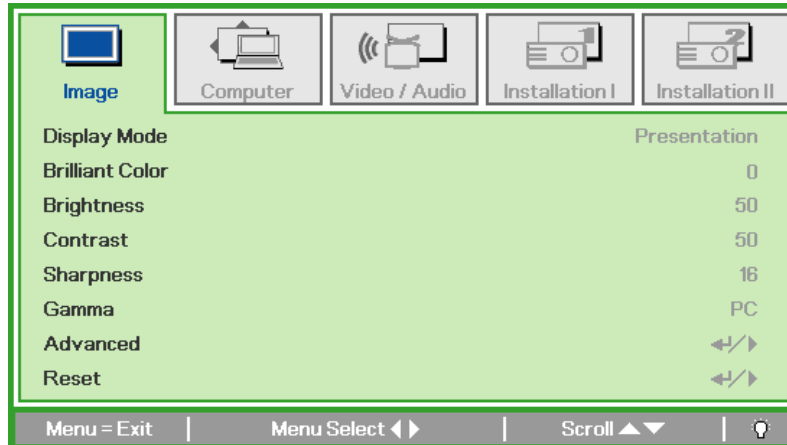 Image Computer Video / Audio Installation I Installation II
Display Mode Presentation
Brilliant Color 0
Brightness 50
Contrast 50
Sharpness 16
Gamma PC
Advanced
Reset
Menu = Exit | Menu Select | Scroll |